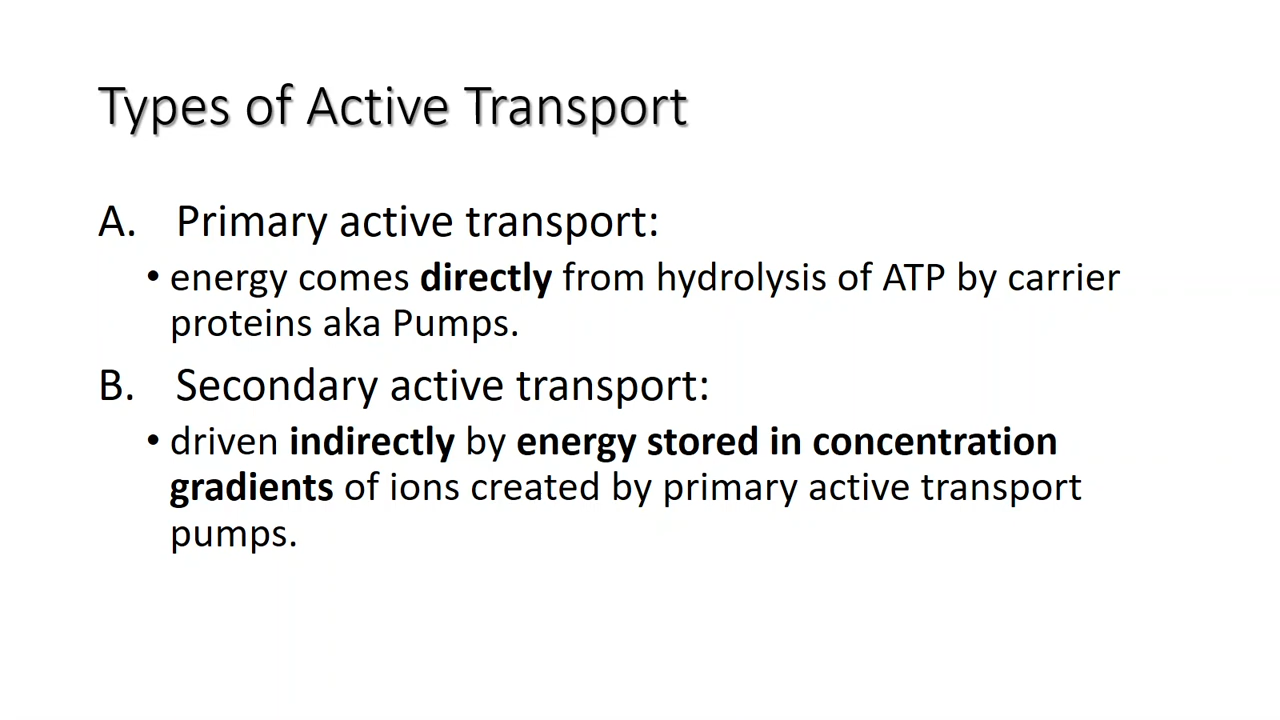 Types of Active Transport
A. Primary active transport:
• energy comes directly from hydrolysis of ATP by carrier
proteins aka Pumps.
B. Secondary active transport:
• driven indirectly by energy stored in concentration
gradients of ions created by primary active transport
pumps.